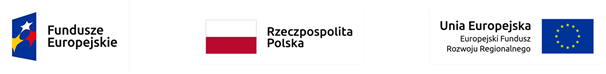 Fundusze
Europejskie
Rzeczpospolita
Polska
Unia Europejska
Europejski Fundusz
Rozwoju Regionalnego